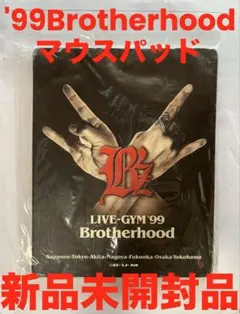 '99Brotherhood
マウスパッド
B'z
LIVE-GYM'99
Brotherhood
Sapporo·Tokyo·Akita·Nagoya·Fukuoka·Osaka·Yokohama
新品未開封品